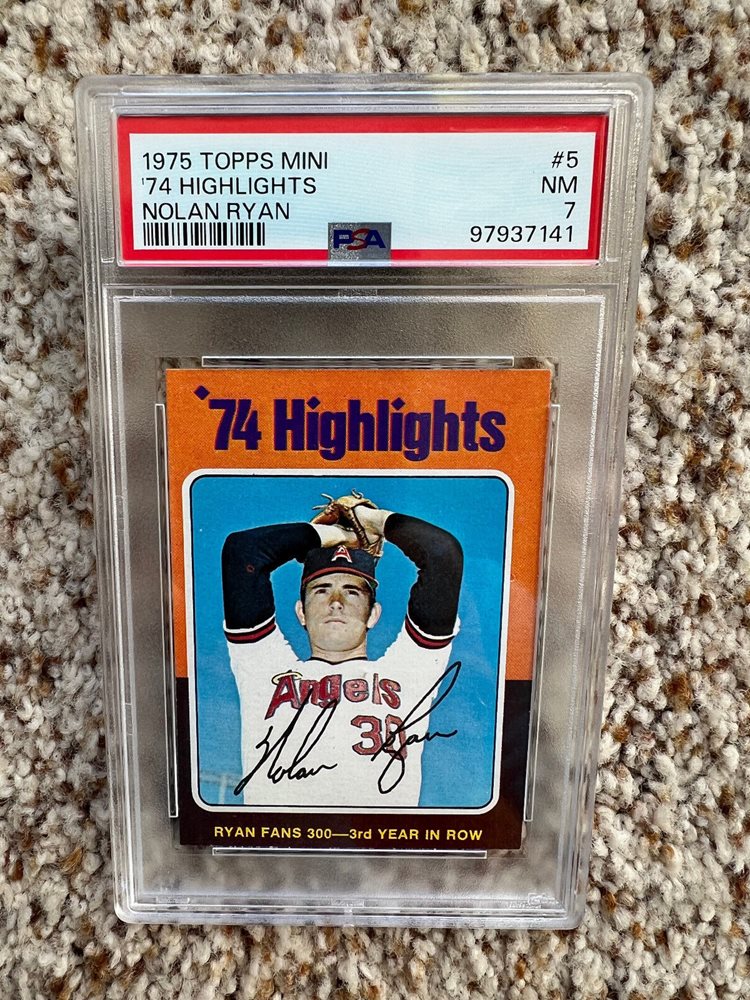 1975 TOPPS MINI #5
'74 HIGHLIGHTS NM
NOLAN RYAN 7
PSA 97937141
'74 Highlights
A
Angels
30
Nolan Ryan
RYAN FANS 300—3rd YEAR IN ROW